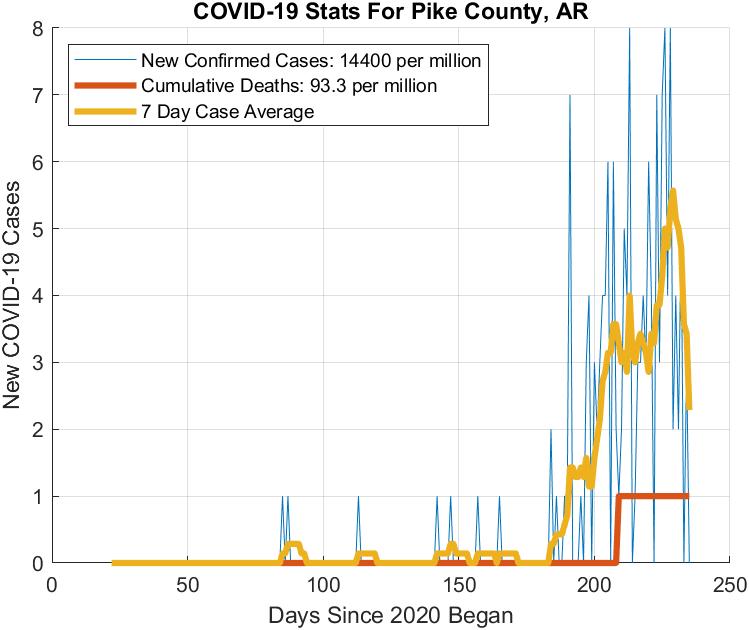 COVID-19 Stats For Pike County, AR
New Confirmed Cases: 14400 per million
Cumulative Deaths: 93.3 per million
7 Day Case Average
8
7
6
5
4
3
2
1
0
New COVID-19 Cases
0 50 100 150 200 250
Days Since 2020 Began